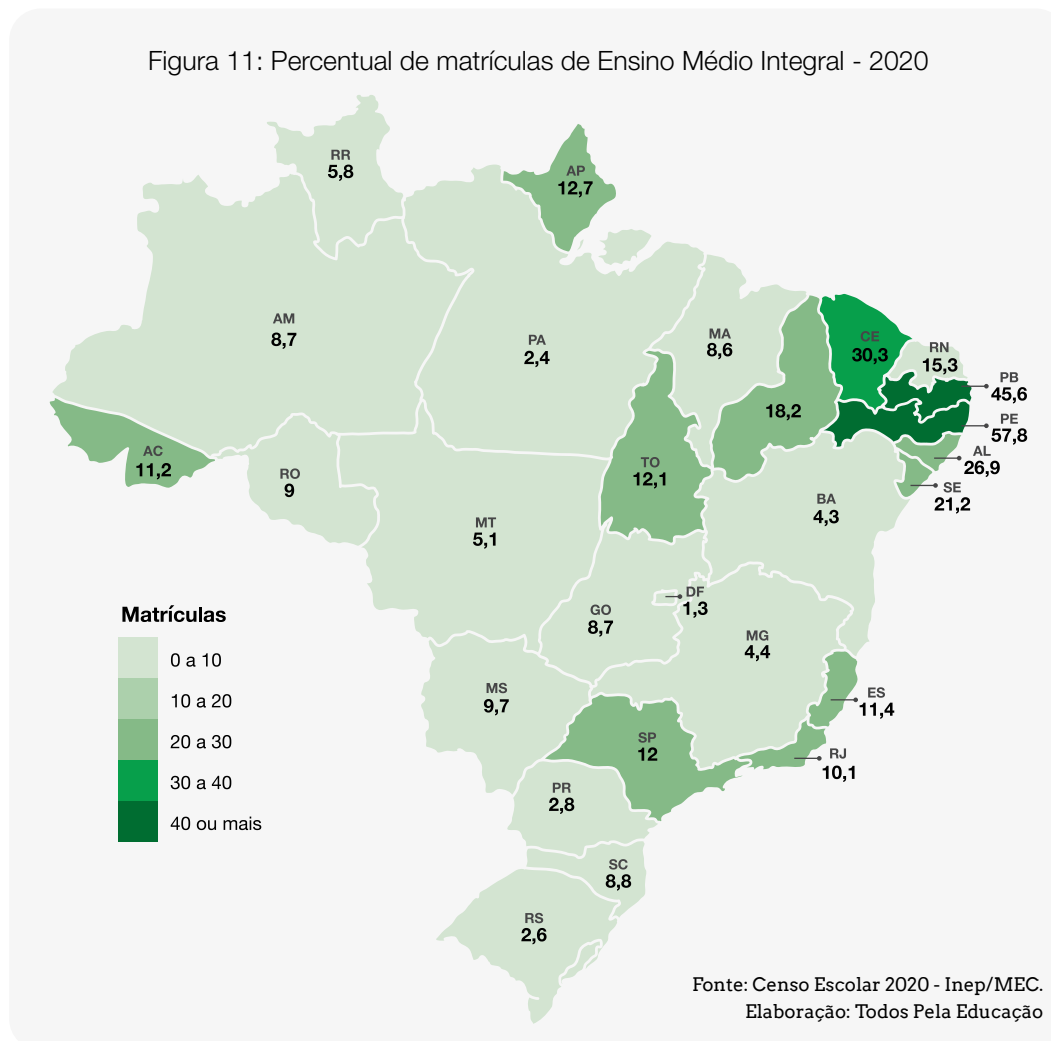 Figura 11: Percentual de matrículas de Ensino Médio Integral - 2020
RR
5,8
AP
12,7
AM
8,7
PA
2,4
MA
8,6
CE
30,3
RN
15,3
PB
45,6
PE
57,8
AL
26,9
SE
21,2
18,2
AC
11,2
RO
9
TO
12,1
BA
4,3
MT
5,1
DF
1,3
GO
8,7
MG
4,4
MS
9,7
ES
11,4
SP
12
RJ
10,1
PR
2,8
SC
8,8
RS
2,6
Matrículas
0 a 10
10 a 20
20 a 30
30 a 40
40 ou mais
Fonte: Censo Escolar 2020 - Inep/MEC.
Elaboração: Todos Pela Educação